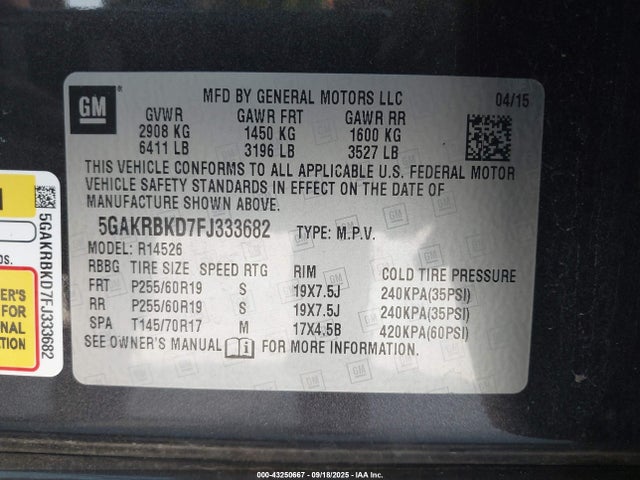 GM
MFD BY GENERAL MOTORS LLC 04/15
GVWR GAWR FRT GAWR RR
2908 KG 1450 KG 1600 KG
6411 LB 3196 LB 3527 LB
THIS VEHICLE CONFORMS TO ALL APPLICABLE U.S. FEDERAL MOTOR
VEHICLE SAFETY STANDARDS IN EFFECT ON THE DATE OF
MANUFACTURE SHOWN ABOVE.
5GAKRBKD7FJ333682 TYPE: M.P.V.
MODEL: R14526
RBBG TIRE SIZE SPEED RTG RIM COLD TIRE PRESSURE
FRT P255/60R19 S 19X7.5J 240KPA(35PSI)
RR P255/60R19 S 19X7.5J 240KPA(35PSI)
SPA T145/70R17 M 17X4.5B 420KPA(60PSI)
SEE OWNER'S MANUAL FOR MORE INFORMATION.
5GAKRBKD7FJ333682
ER'S
FOR
NAL
N.
000-43250667 - 09/18/2025 - IAA Inc.